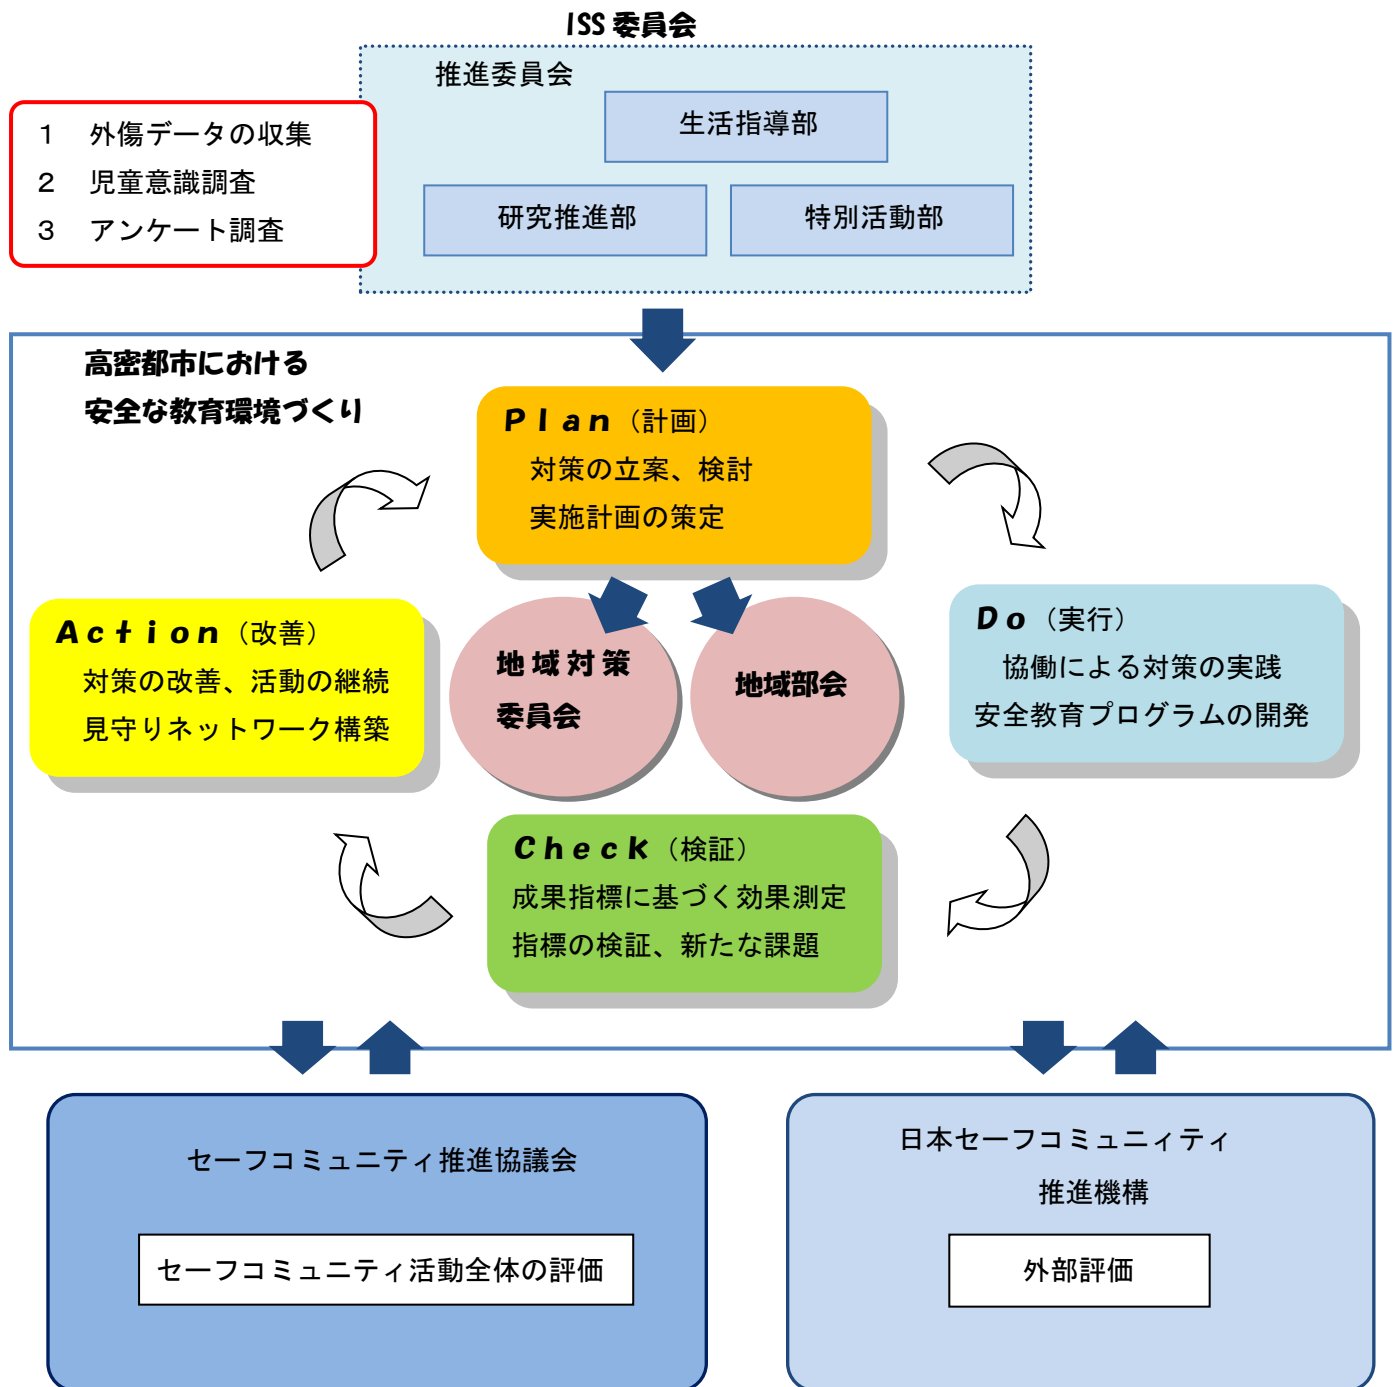 ISS 委員会
推進委員会
生活指導部
研究推進部
特別活動部
1 外傷データの収集
2 児童意識調査
3 アンケート調査
高密都市における
安全な教育環境づくり
Plan（計画）
対策の立案、検討
実施計画の策定
Action（改善）
対策の改善、活動の継続
見守りネットワーク構築
地域対策
委員会
地域部会
Do（実行）
協働による対策の実践
安全教育プログラムの開発
Check（検証）
成果指標に基づく効果測定
指標の検証、新たな課題
セーフコミュニティ推進協議会
セーフコミュニティ活動全体の評価
日本セーフコミュニィティ
推進機構
外部評価